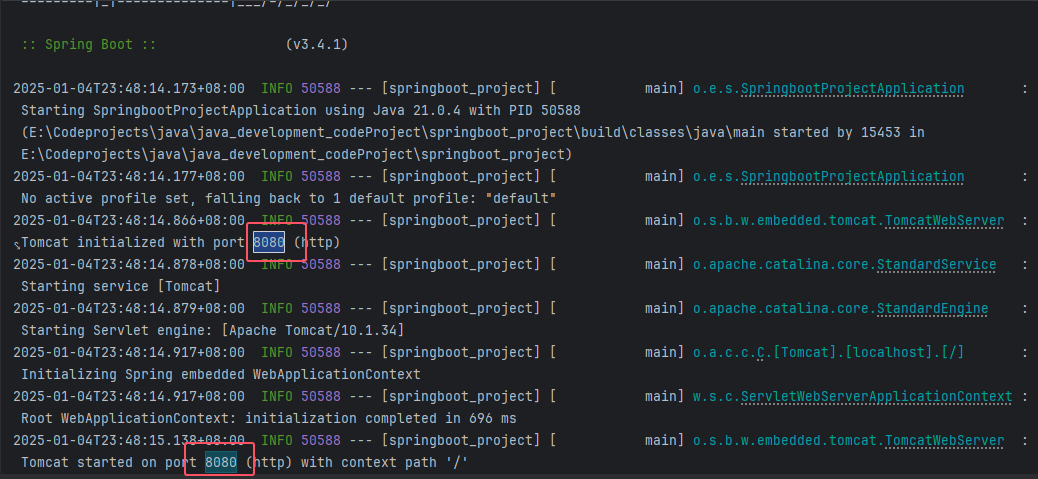 :: Spring Boot :: (v3.4.1)
2025-01-04T23:48:14.173+08:00 INFO 50588 --- [springboot_project] [ main] o.e.s.SpringbootProjectApplication :
Starting SpringbootProjectApplication using Java 21.0.4 with PID 50588
(E:\Codeprojects\java\java_development_codeProject\springboot_project\build\classes\java\main started by 15453 in
E:\Codeprojects\java\java_development_codeProject\springboot_project)
2025-01-04T23:48:14.177+08:00 INFO 50588 --- [springboot_project] [ main] o.e.s.SpringbootProjectApplication :
No active profile set, falling back to 1 default profile: "default"
2025-01-04T23:48:14.866+08:00 INFO 50588 --- [springboot_project] [ main] o.s.b.w.embedded.tomcat.TomcatWebServer :
Tomcat initialized with port 8080 (http)
2025-01-04T23:48:14.878+08:00 INFO 50588 --- [springboot_project] [ main] o.apache.catalina.core.StandardService :
Starting service [Tomcat]
2025-01-04T23:48:14.879+08:00 INFO 50588 --- [springboot_project] [ main] o.apache.catalina.core.StandardEngine :
Starting Servlet engine: [Apache Tomcat/10.1.34]
2025-01-04T23:48:14.917+08:00 INFO 50588 --- [springboot_project] [ main] o.a.c.c.C.[Tomcat].[localhost].[/] :
Initializing Spring embedded WebApplicationContext
2025-01-04T23:48:14.917+08:00 INFO 50588 --- [springboot_project] [ main] w.s.c.ServletWebServerApplicationContext :
Root WebApplicationContext: initialization completed in 696 ms
2025-01-04T23:48:15.138+08:00 INFO 50588 --- [springboot_project] [ main] o.s.b.w.embedded.tomcat.TomcatWebServer :
Tomcat started on port 8080 (http) with context path '/'